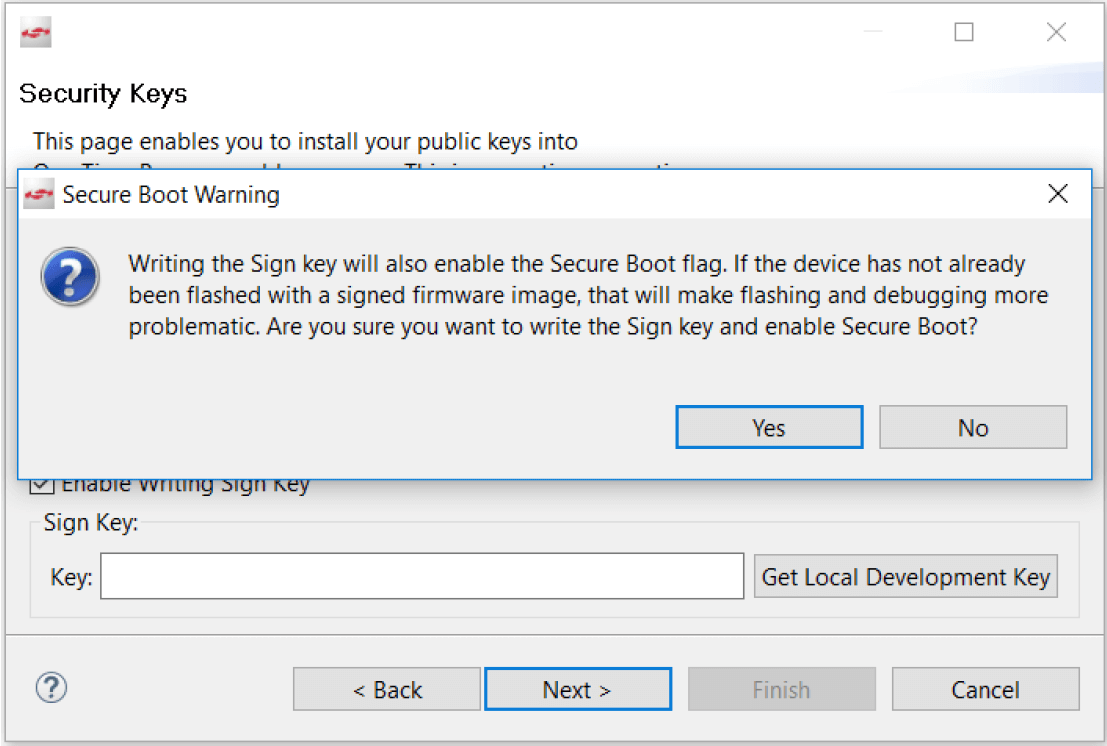 Security Keys
This page enables you to install your public keys into
Secure Boot Warning
Writing the Sign key will also enable the Secure Boot flag. If the device has not already
been flashed with a signed firmware image, that will make flashing and debugging more
problematic. Are you sure you want to write the Sign key and enable Secure Boot?
Yes
No
Enable Writing Sign Key
Sign Key:
Key:
Get Local Development Key
?
< Back
Next >
Finish
Cancel